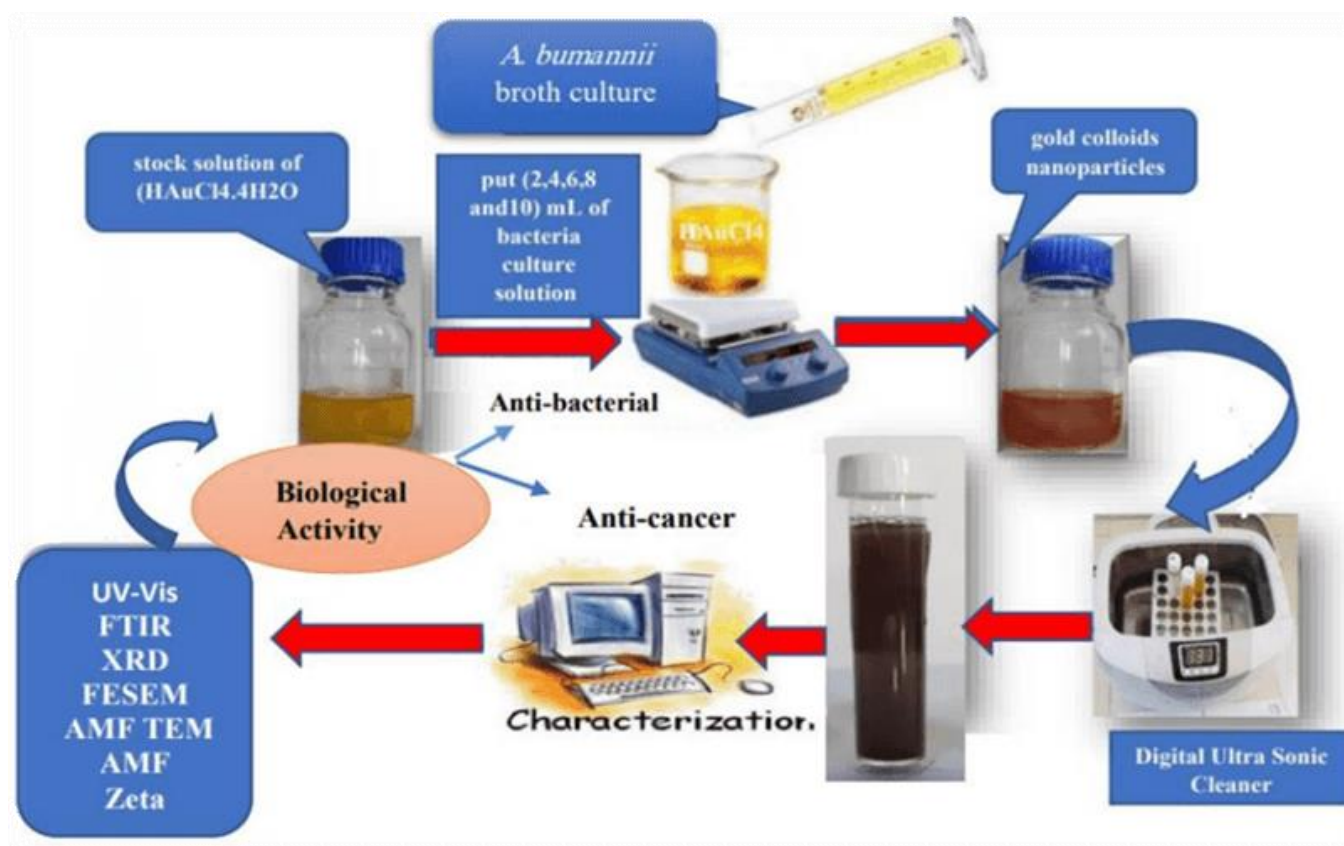 A. bumannii
broth culture
stock solution of
(HAuCl4.4H2O
put (2,4,6,8
and10) mL of
bacteria
culture
solution
HAuCl4
gold colloids
nanoparticles
Anti-bacterial
Biological
Activity
Anti-cancer
UV-Vis
FTIR
XRD
FESEM
AMF TEM
AMF
Zeta
Characterization.
Digital Ultra Sonic
Cleaner